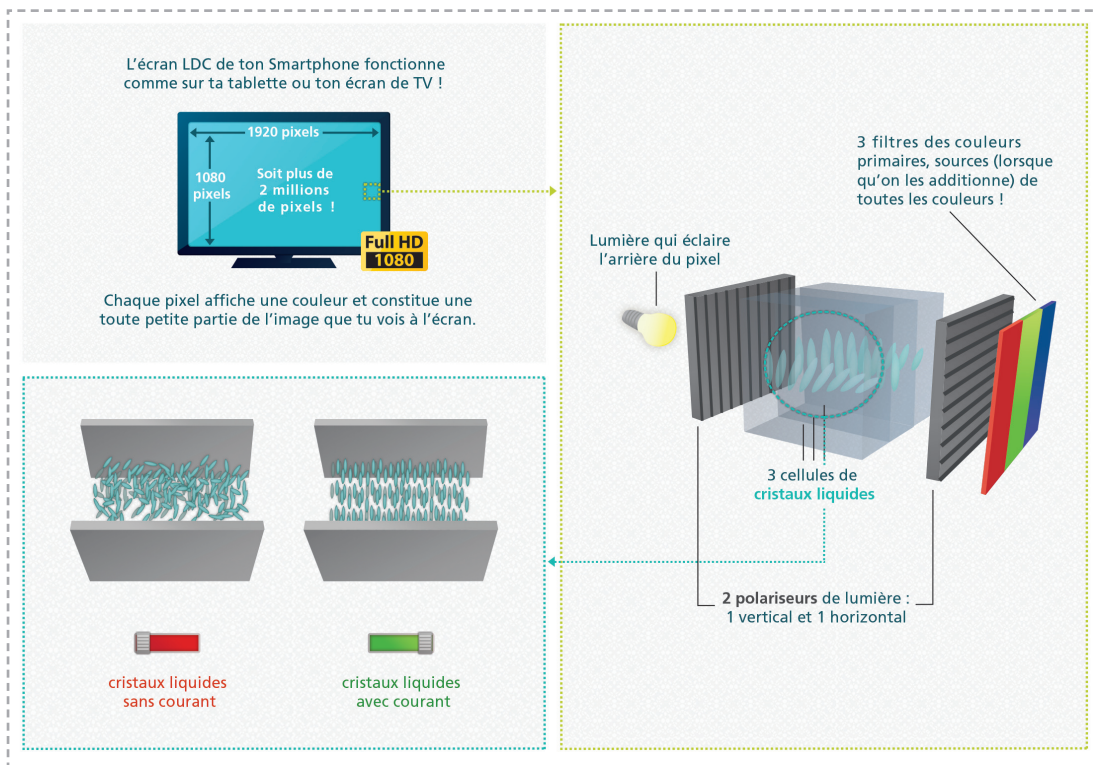 L'écran LDC de ton Smartphone fonctionne
comme sur ta tablette ou ton écran de TV !
1920 pixels
1080
pixels
Soit plus de
2 millions
de pixels !
Full HD
1080
Chaque pixel affiche une couleur et constitue une
toute petite partie de l'image que tu vois à l'écran.
3 filtres des couleurs
primaires, sources (lorsque
qu'on les additionne) de
toutes les couleurs !
Lumière qui éclaire
l'arrière du pixel
3 cellules de
cristaux liquides
2 polariseurs de lumière :
1 vertical et 1 horizontal
cristaux liquides
sans courant
cristaux liquides
avec courant